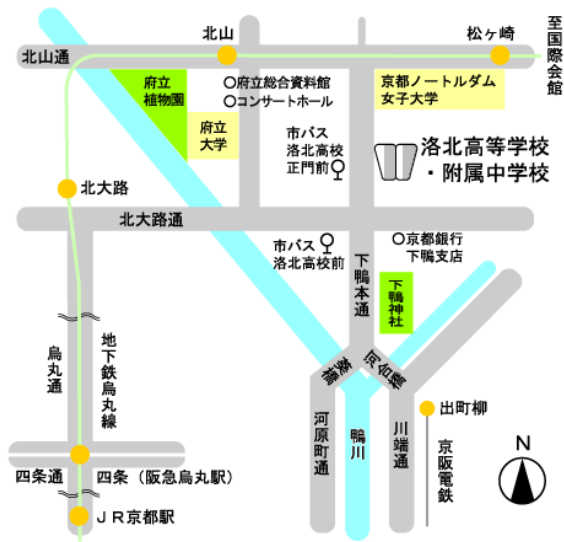 北山
松ヶ崎
至国際会館
北山通
府立
植物園
府立総合資料館
コンサートホール
京都ノートルダム
女子大学
府立
大学
市バス
洛北高校
正門前
洛北高等学校
・附属中学校
北大路
北大路通
市バス
洛北高校前
京都銀行
下鴨支店
下鴨本通
下鴨神社
烏丸通
地下鉄烏丸線
葵橋
河合橋
出町柳
河原町通
鴨川
川端通
京阪電鉄
N
四条通
四条(阪急烏丸駅)
JR京都駅